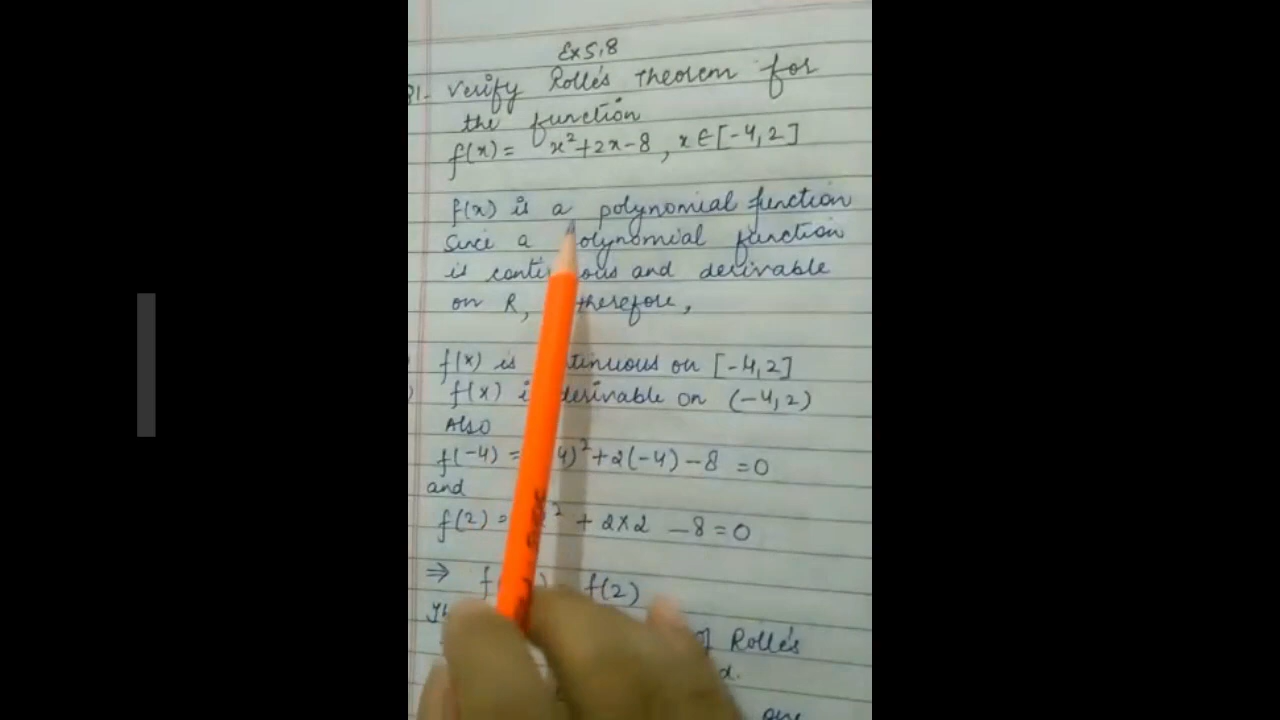 Ex 5.8
Verify Rolle's theorem for
the function
f(x) = x²+2x-8, x ∈ [-4,2]
f(x) is a polynomial function
Since a polynomial function
is continuous and derivable
on R, therefore,
f(x) is continuous on [-4,2]
f(x) is derivable on (-4,2)
Also
f(-4) = 4)²+2(-4)-8 =0
and
f(2) = ² + 2×2 -8=0
⇒ f( ) f(2)
of Rolle's
are